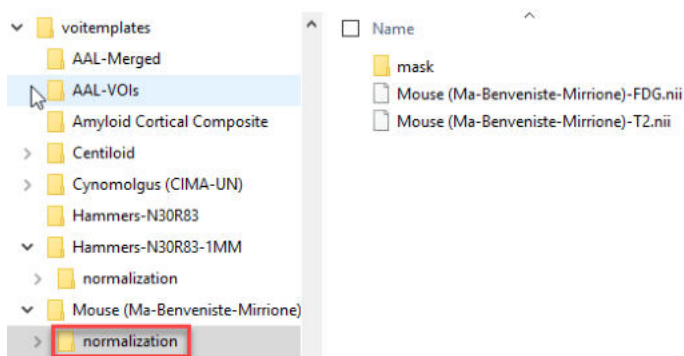 voitemplates
AAL-Merged
AAL-VOIs
Amyloid Cortical Composite
Centiloid
Cynomolgus (CIMA-UN)
Hammers-N30R83
Hammers-N30R83-1MM
normalization
Mouse (Ma-Benveniste-Mirrione)
normalization
Name
mask
Mouse (Ma-Benveniste-Mirrione)-FDG.nii
Mouse (Ma-Benveniste-Mirrione)-T2.nii